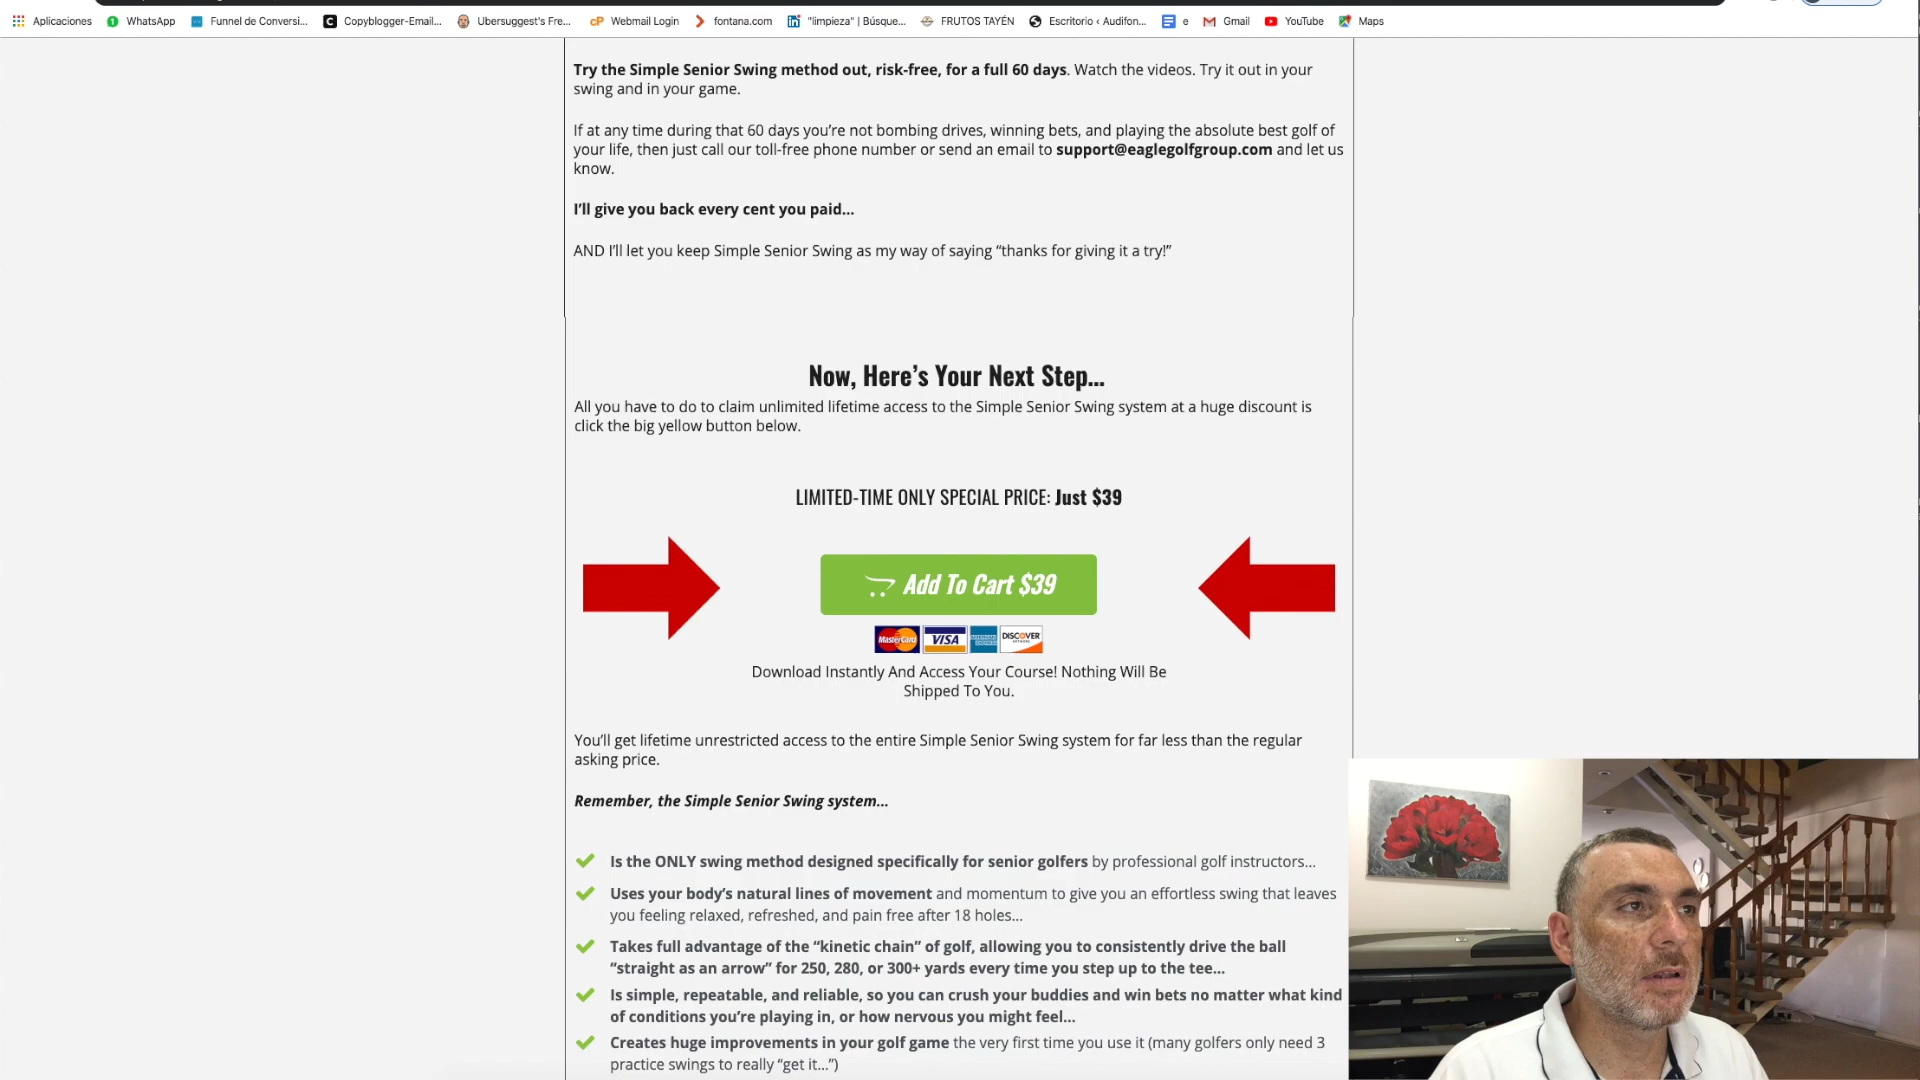 Aplicaciones WhatsApp Funnel de Conversi... Copyblogger-Email... Ubersuggest's Fre... Webmail Login fontana.com "limpieza" | Búsque... FRUTOS TAYÉN Escritorio ‹ Audifon... e Gmail YouTube Maps
Try the Simple Senior Swing method out, risk-free, for a full 60 days. Watch the videos. Try it out in your
swing and in your game.
If at any time during that 60 days you’re not bombing drives, winning bets, and playing the absolute best golf of
your life, then just call our toll-free phone number or send an email to support@eaglegolfgroup.com and let us
know.
I’ll give you back every cent you paid...
AND I’ll let you keep Simple Senior Swing as my way of saying “thanks for giving it a try!”
Now, Here’s Your Next Step...
All you have to do to claim unlimited lifetime access to the Simple Senior Swing system at a huge discount is
click the big yellow button below.
LIMITED-TIME ONLY SPECIAL PRICE: Just $39
Add To Cart $39
MasterCard VISA AMERICAN EXPRESS DISCOVER
Download Instantly And Access Your Course! Nothing Will Be
Shipped To You.
You’ll get lifetime unrestricted access to the entire Simple Senior Swing system for far less than the regular
asking price.
Remember, the Simple Senior Swing system...
Is the ONLY swing method designed specifically for senior golfers by professional golf instructors...
Uses your body’s natural lines of movement and momentum to give you an effortless swing that leaves
you feeling relaxed, refreshed, and pain free after 18 holes...
Takes full advantage of the “kinetic chain” of golf, allowing you to consistently drive the ball
“straight as an arrow” for 250, 280, or 300+ yards every time you step up to the tee...
Is simple, repeatable, and reliable, so you can crush your buddies and win bets no matter what kind
of conditions you’re playing in, or how nervous you might feel...
Creates huge improvements in your golf game the very first time you use it (many golfers only need 3
practice swings to really “get it...”)